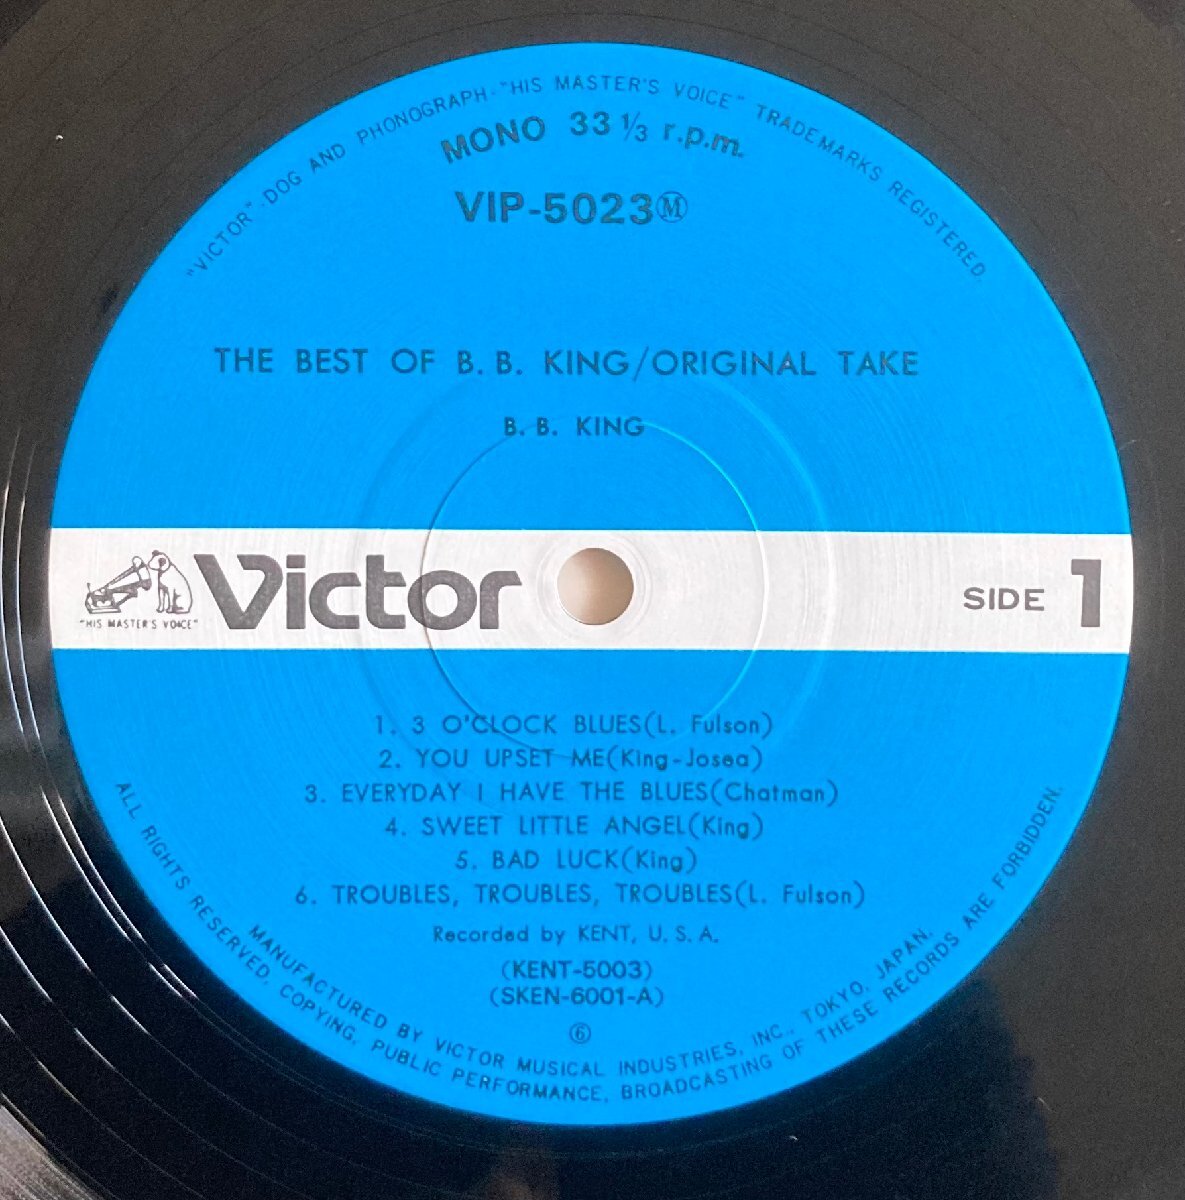 "VICTOR"·DOG AND PHONOGRAPH·"HIS MASTER'S VOICE" TRADEMARKS REGISTERED.
MONO 33 1/3 r.p.m.
VIP-5023Ⓜ
THE BEST OF B. B. KING/ORIGINAL TAKE
B. B. KING
"HIS MASTER'S VOICE"
Victor
SIDE 1
1. 3 O'CLOCK BLUES(L. Fulson)
2. YOU UPSET ME(King-Josea)
3. EVERYDAY I HAVE THE BLUES(Chatman)
4. SWEET LITTLE ANGEL(King)
5. BAD LUCK(King)
6. TROUBLES, TROUBLES, TROUBLES(L. Fulson)
Recorded by KENT, U. S. A.
(KENT-5003)
(SKEN-6001-A)
⑥
MANUFACTURED BY VICTOR MUSICAL INDUSTRIES, INC., TOKYO, JAPAN.
ALL RIGHTS RESERVED. COPYING, PUBLIC PERFORMANCE, BROADCASTING OF THESE RECORDS ARE FORBIDDEN.